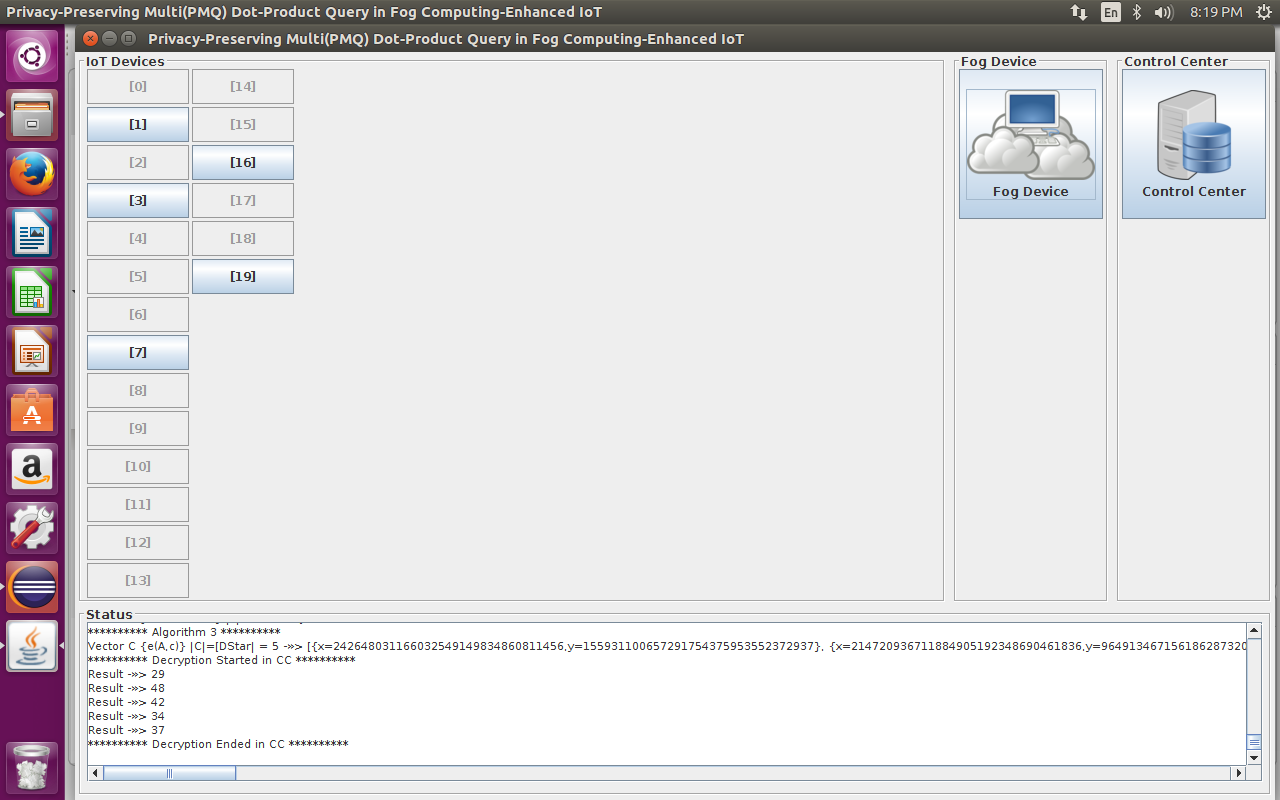 Privacy-Preserving Multi(PMQ) Dot-Product Query in Fog Computing-Enhanced IoT
En
8:19 PM
Privacy-Preserving Multi(PMQ) Dot-Product Query in Fog Computing-Enhanced IoT
IoT Devices
[0] [14]
[1] [15]
[2] [16]
[3] [17]
[4] [18]
[5] [19]
[6]
[7]
[8]
[9]
[10]
[11]
[12]
[13]
Fog Device
Fog Device
Control Center
Control Center
Status
********** Algorithm 3 **********
Vector C {e(A,c)} |C|=[DStar| = 5 -»> [{x=24264803116603254914983486081145​6,y=155931100657291754375953552372937}, {x=214720936711884905192348690461836,y=964913467156186287320
********** Decryption Started in CC **********
Result -»> 29
Result -»> 48
Result -»> 42
Result -»> 34
Result -»> 37
********** Decryption Ended in CC **********